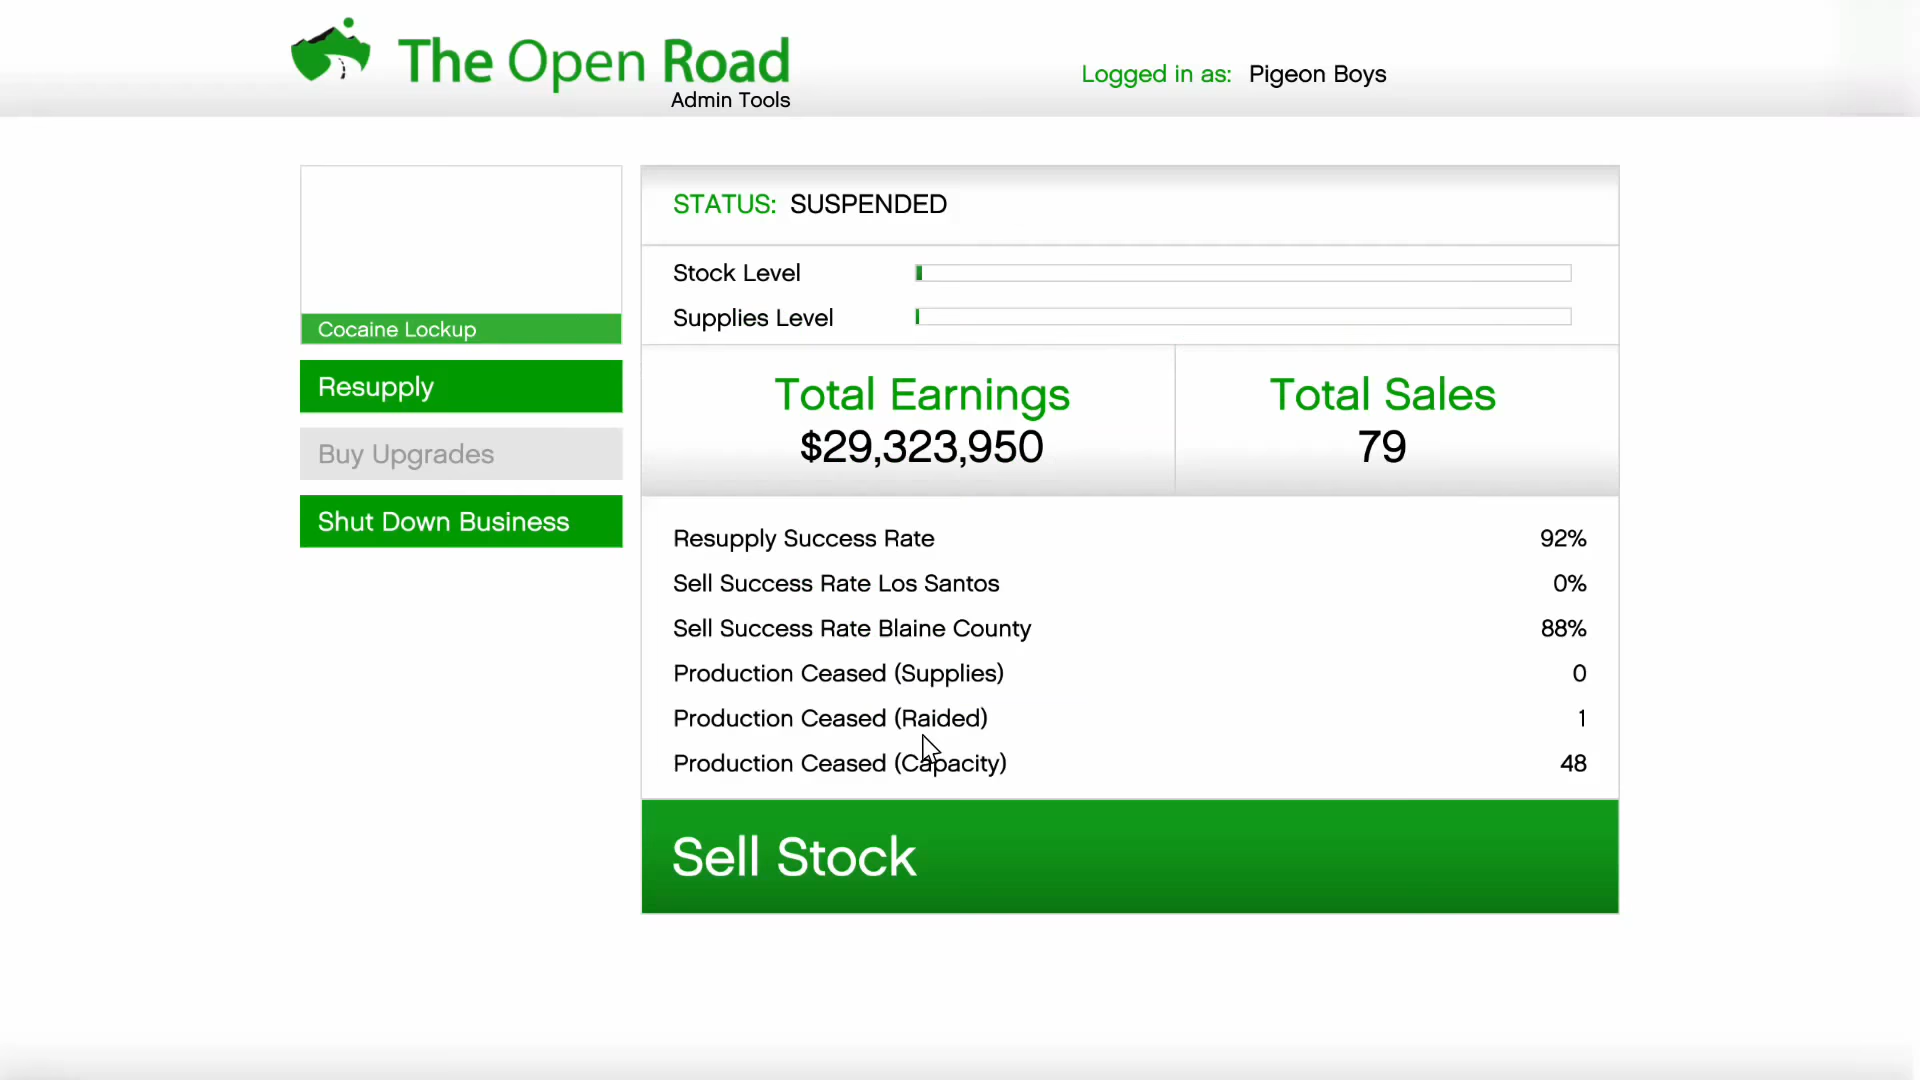 The Open Road
Admin Tools
Logged in as: Pigeon Boys
Cocaine Lockup
Resupply
Buy Upgrades
Shut Down Business
STATUS: SUSPENDED
Stock Level
Supplies Level
Total Earnings
$29,323,950
Total Sales
79
Resupply Success Rate 92%
Sell Success Rate Los Santos 0%
Sell Success Rate Blaine County 88%
Production Ceased (Supplies) 0
Production Ceased (Raided) 1
Production Ceased (Capacity) 48
Sell Stock